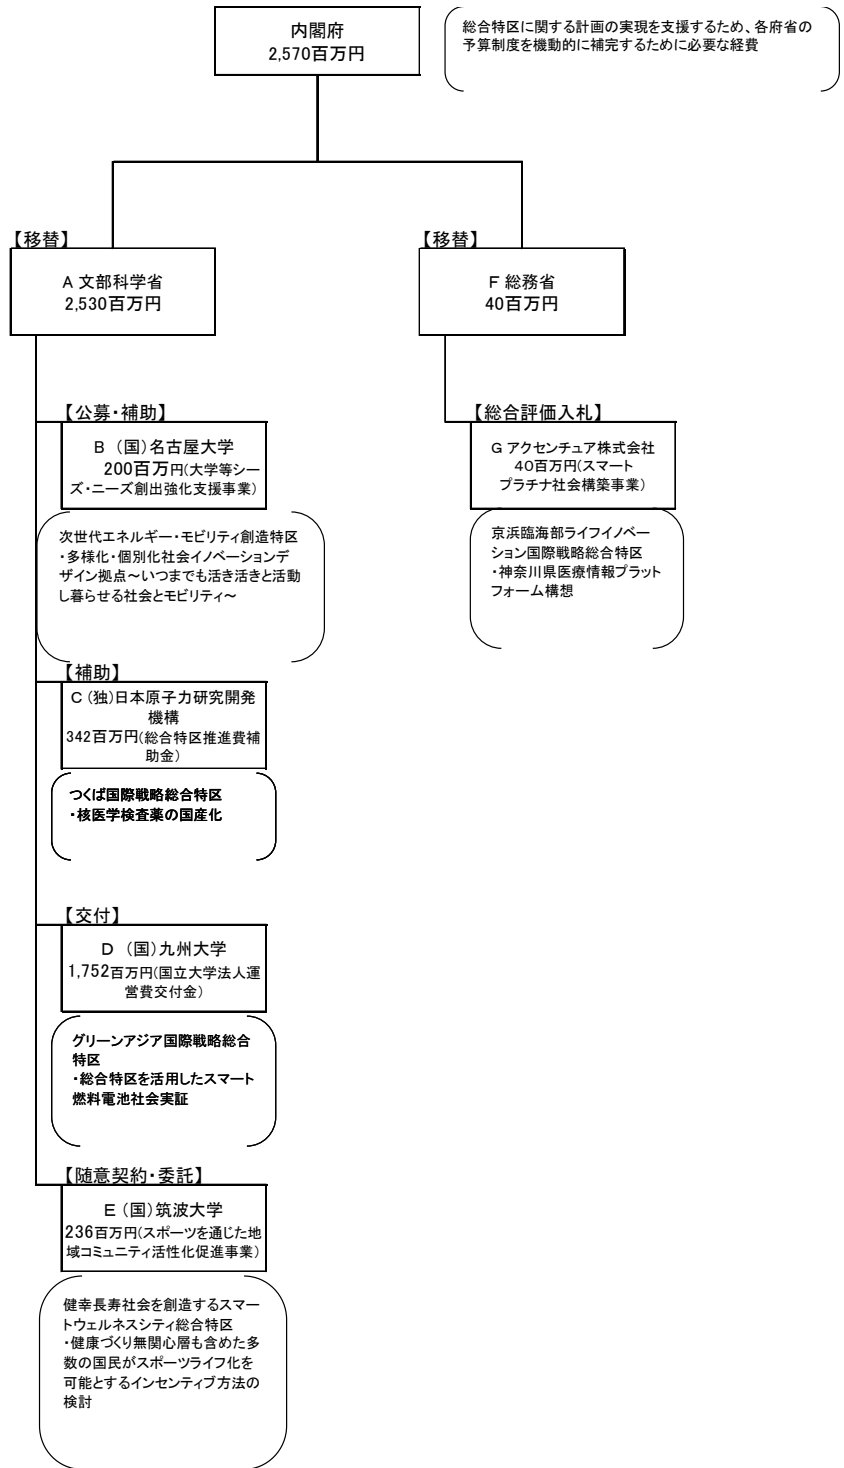 内閣府
2,570百万円
総合特区に関する計画の実現を支援するため、各府省の
予算制度を機動的に補完するために必要な経費
【移替】
A 文部科学省
2,530百万円
【移替】
F 総務省
40百万円
【公募・補助】
B （国）名古屋大学
200百万円(大学等シー
ズ・ニーズ創出強化支援事業)
次世代エネルギー・モビリティ創造特区
・多様化・個別化社会イノベーションデ
ザイン拠点～いつまでも活き活きと活動
し暮らせる社会とモビリティ～
【総合評価入札】
G アクセンチュア株式会社
40百万円(スマート
プラチナ社会構築事業)
京浜臨海部ライフイノベー
ション国際戦略総合特区
・神奈川県医療情報プラット
フォーム構想
【補助】
C (独)日本原子力研究開発
機構
342百万円(総合特区推進費補
助金)
つくば国際戦略総合特区
・核医学検査薬の国産化
【交付】
D （国）九州大学
1,752百万円(国立大学法人運
営費交付金)
グリーンアジア国際戦略総合
特区
・総合特区を活用したスマート
燃料電池社会実証
【随意契約・委託】
E （国）筑波大学
236百万円(スポーツを通じた地
域コミュニティ活性化促進事業)
健幸長寿社会を創造するスマー
トウェルネスシティ総合特区
・健康づくり無関心層も含めた多
数の国民がスポーツライフ化を
可能とするインセンティブ方法の
検討